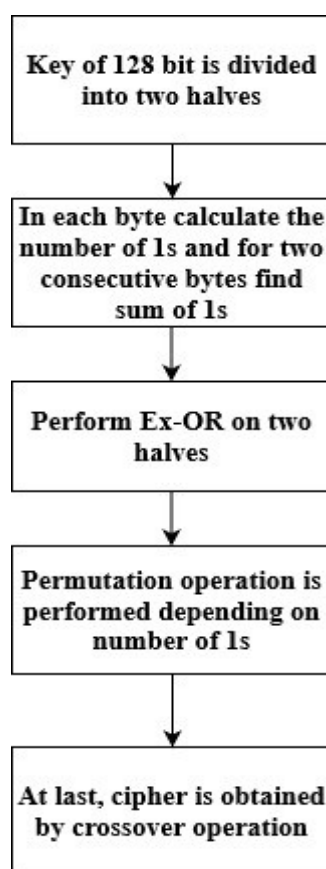 Key of 128 bit is divided
into two halves
In each byte calculate the
number of 1s and for two
consecutive bytes find
sum of 1s
Perform Ex-OR on two
halves
Permutation operation is
performed depending on
number of 1s
At last, cipher is obtained
by crossover operation